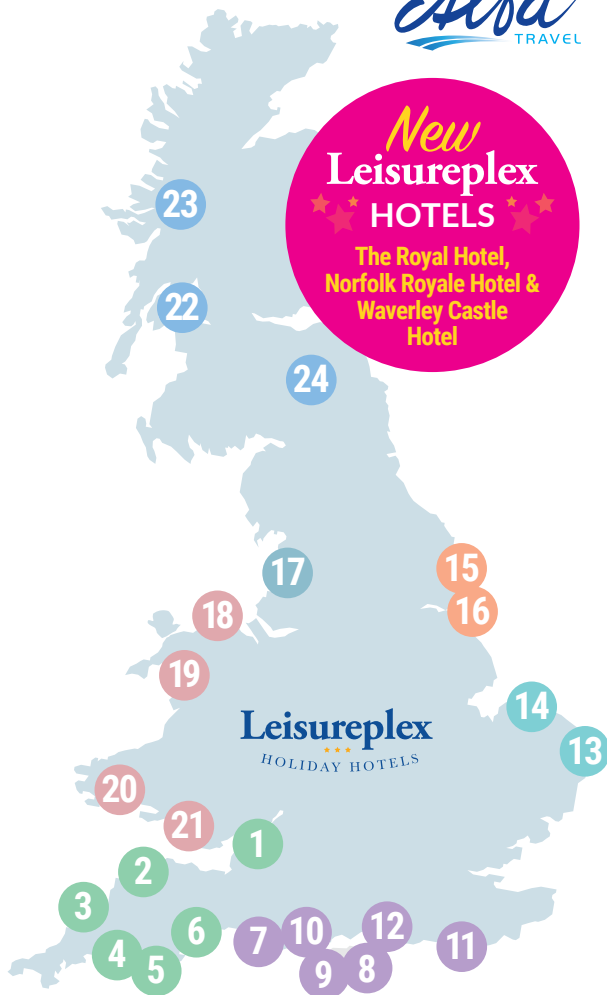 Alfa
TRAVEL
New
Leisureplex
HOTELS
The Royal Hotel,
Norfolk Royale Hotel &
Waverley Castle
Hotel
23
22
24
17
15
16
18
19
14
13
Leisureplex
HOLIDAY HOTELS
20
21
1
2
3
6
4
5
7
10
12
11
9
8